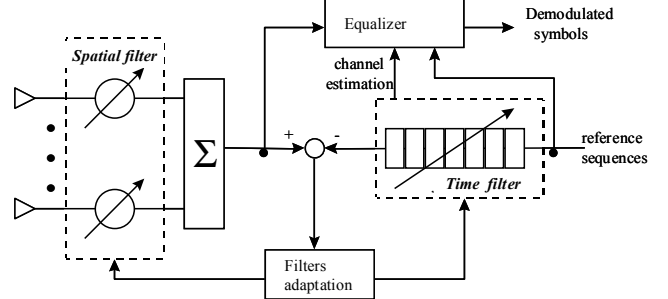 Equalizer
Demodulated
symbols
Spatial filter
channel
estimation
Σ
+
-
reference
sequences
Time filter
Filters
adaptation